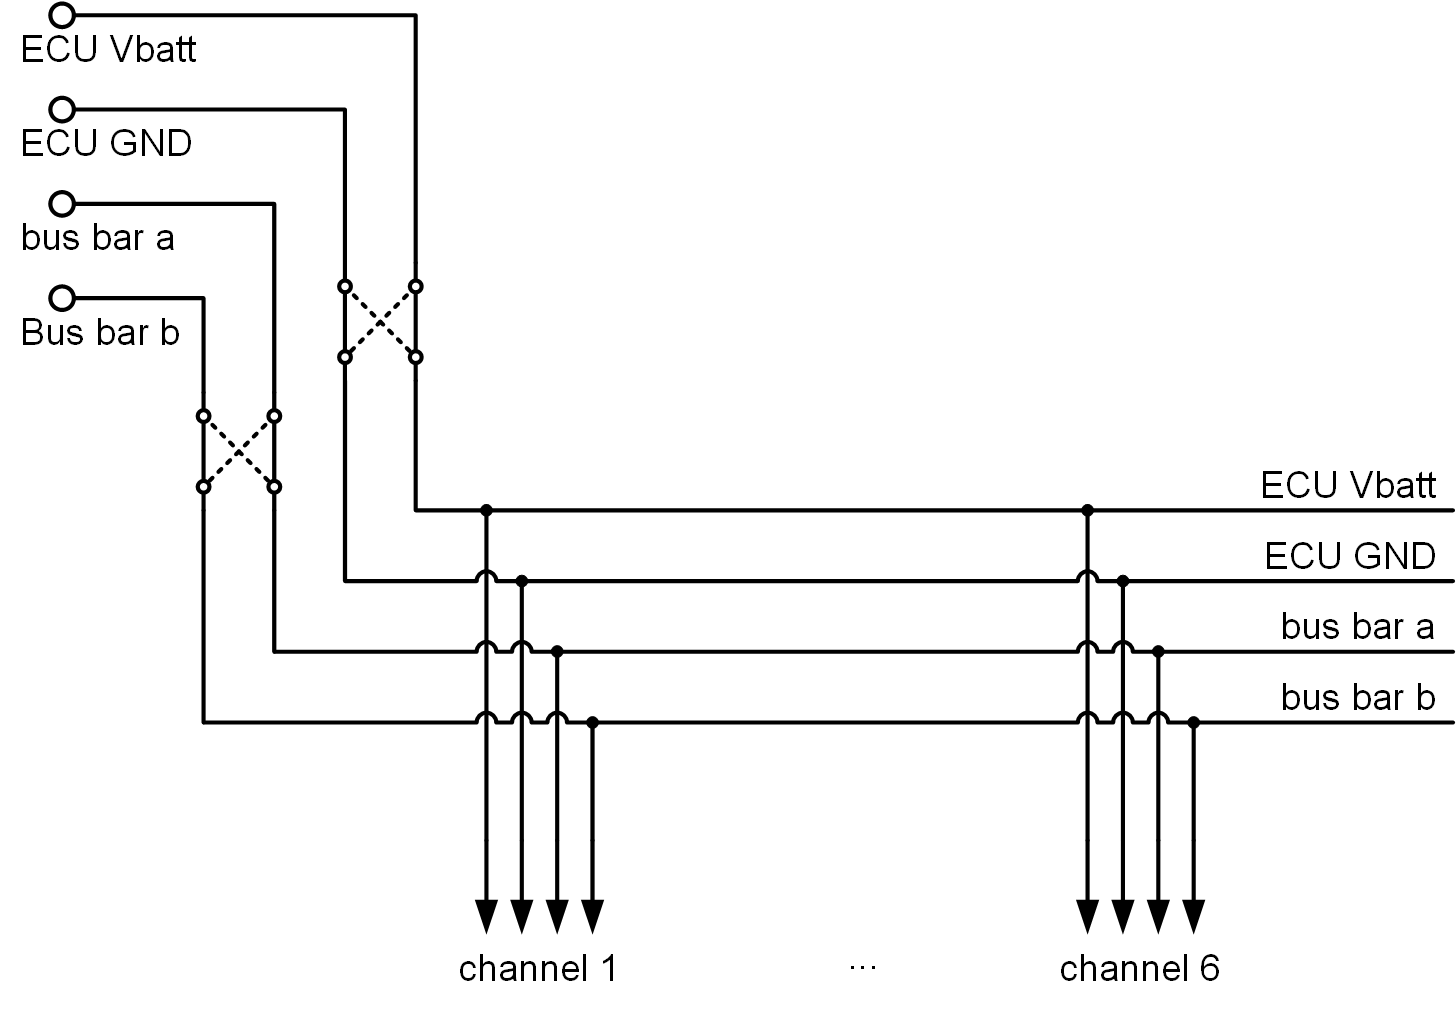 ECU Vbatt
ECU GND
bus bar a
Bus bar b
ECU Vbatt
ECU GND
bus bar a
bus bar b
channel 1
...
channel 6